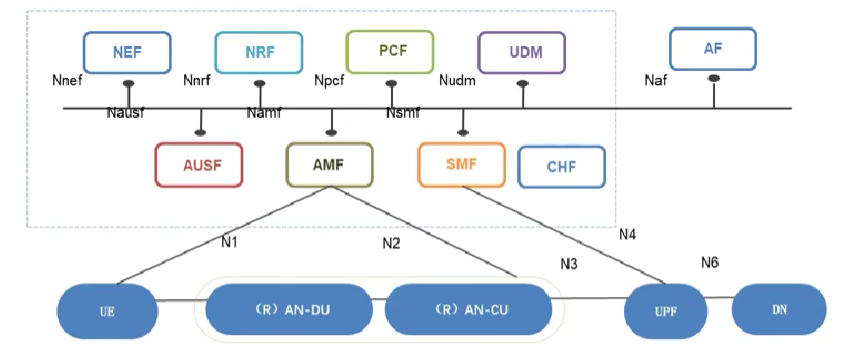 NEF
NRF
PCF
UDM
AF
Nnef
Nnrf
Npcf
Nudm
Naf
Nausf
Namf
Nsmf
AUSF
AMF
SMF
CHF
N1
N2
N4
N3
N6
UE
(R) AN-DU
(R) AN-CU
UPF
DN